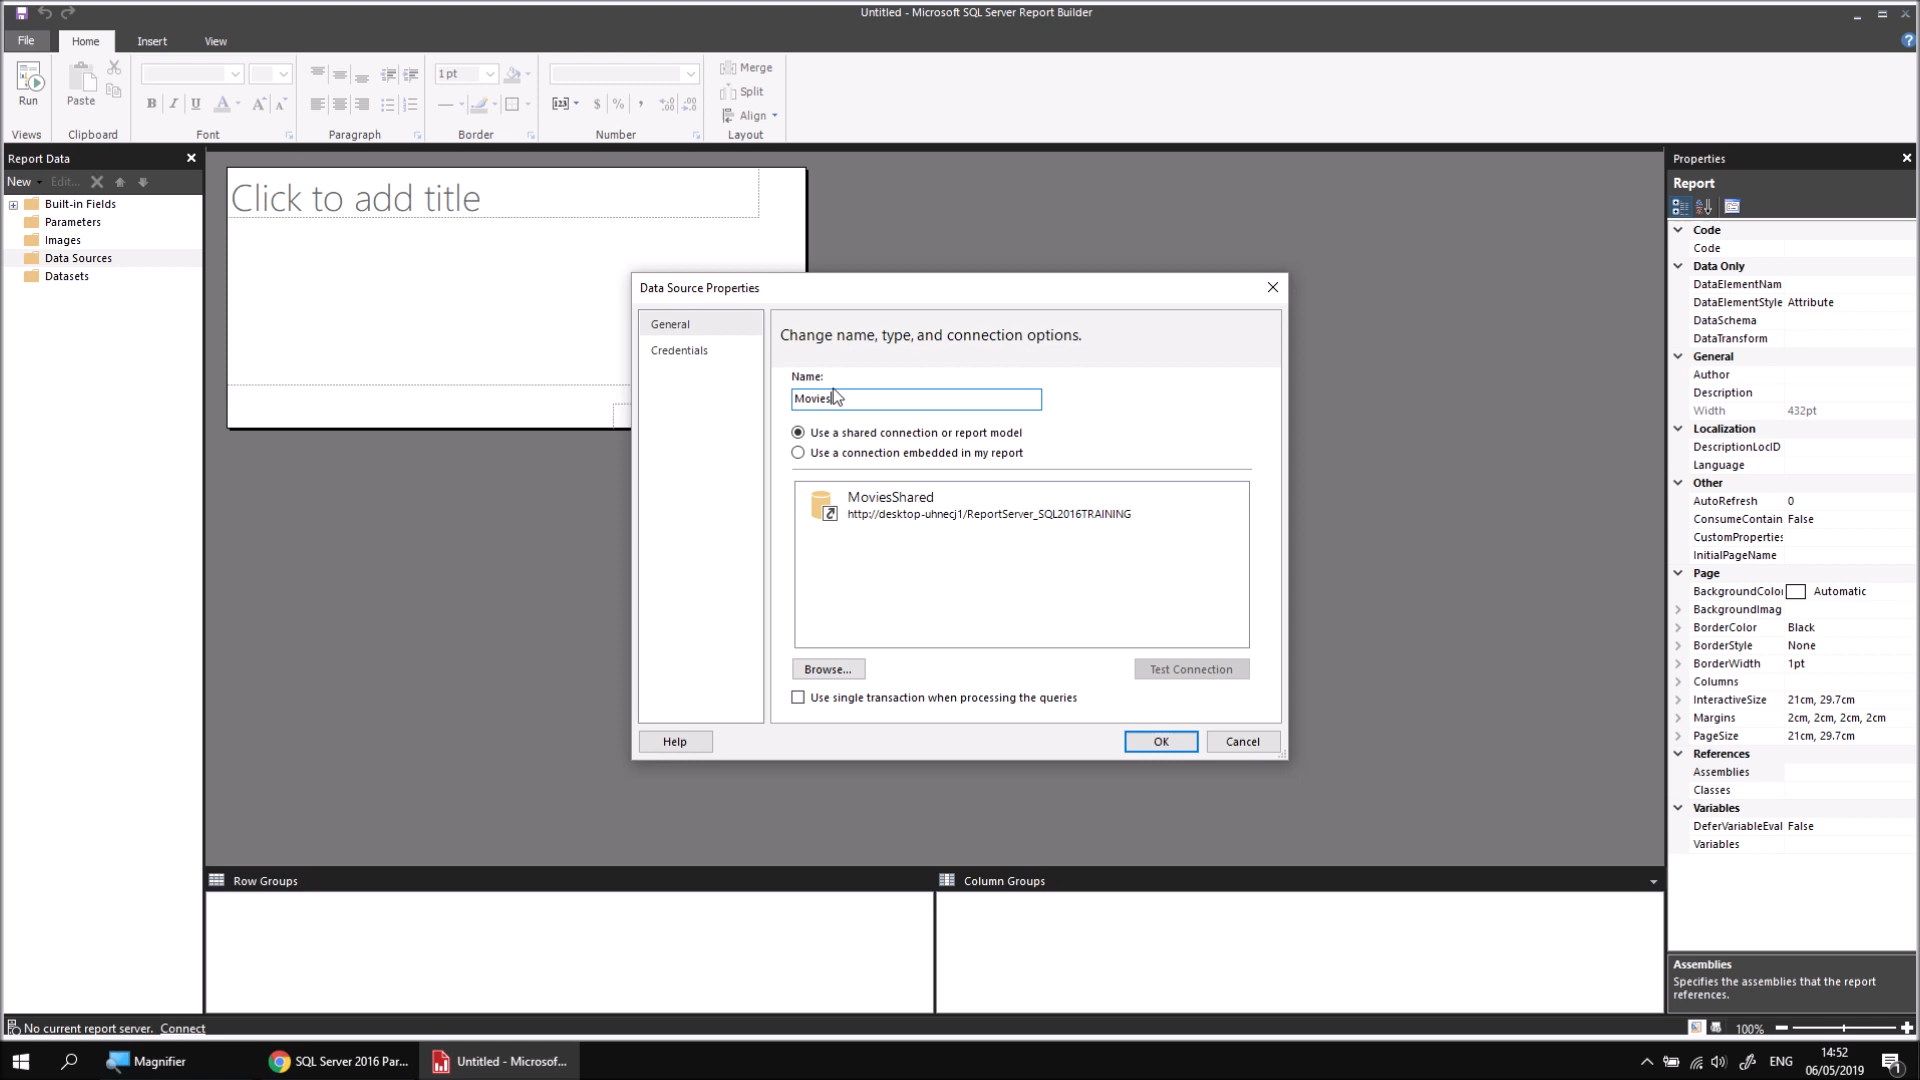 Untitled - Microsoft SQL Server Report Builder
File
Home
Insert
View
Run
Paste
1pt
Merge
Split
Align
B
I
U
A
A
A
$
%
Views
Clipboard
Font
Paragraph
Border
Number
Layout
Report Data
New
Edit...
Built-in Fields
Parameters
Images
Data Sources
Datasets
Click to add title
Data Source Properties
General
Credentials
Change name, type, and connection options.
Name:
Movies
Use a shared connection or report model
Use a connection embedded in my report
MoviesShared
http://desktop-uhnecj1/ReportServer_SQL2016TRAINING
Browse...
Test Connection
Use single transaction when processing the queries
Help
OK
Cancel
Row Groups
Column Groups
Properties
Report
Code
Code
Data Only
DataElementNam
DataElementStyle Attribute
DataSchema
DataTransform
General
Author
Description
Width 432pt
Localization
DescriptionLocID
Language
Other
AutoRefresh 0
ConsumeContain False
CustomProperties
InitialPageName
Page
BackgroundColor Automatic
BackgroundImag
BorderColor Black
BorderStyle None
BorderWidth 1pt
Columns
InteractiveSize 21cm, 29.7cm
Margins 2cm, 2cm, 2cm, 2cm
PageSize 21cm, 29.7cm
References
Assemblies
Classes
Variables
DeferVariableEval False
Variables
Assemblies
Specifies the assemblies that the report
references.
No current report server. Connect
100%
Magnifier
SQL Server 2016 Par...
Untitled - Microsof...
ENG
14:52
06/05/2019
1